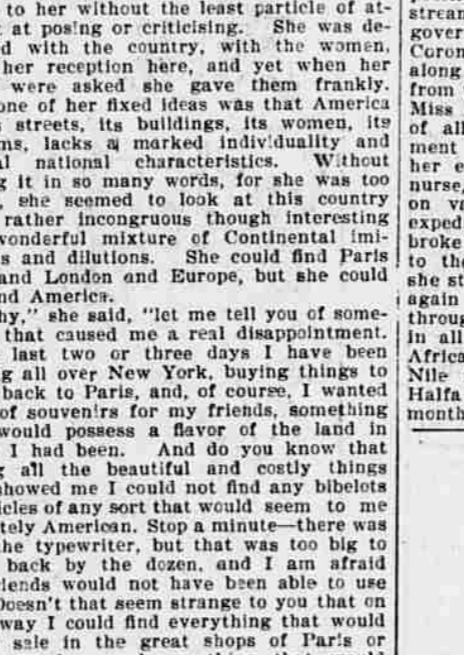 to her without the least particle of at-
at posing or criticising. She was de-
d with the country, with the women,
her reception here, and yet when her
were asked she gave them frankly.
one of her fixed ideas was that America
streets, its buildings, its women, its
ms, lacks a marked individuality and
l national characteristics. Without
g it in so many words, for she was too
, she seemed to look at this country
rather incongruous though interesting
wonderful mixture of Continental imi-
s and dilutions. She could find Paris
and London and Europe, but she could
nd America.
hy," she said, "let me tell you of some-
that caused me a real disappointment.
last two or three days I have been
g all over New York, buying things to
back to Paris, and, of course, I wanted
of souvenirs for my friends, something
would possess a flavor of the land in
I had been. And do you know that
g all the beautiful and costly things
showed me I could not find any bibelots
icles of any sort that would seem to me
tely American. Stop a minute—there was
he typewriter, but that was too big to
back by the dozen, and I am afraid
riends would not have been able to use
Doesn't that seem strange to you that on
way I could find everything that would
sale in the great shops of Paris or
strean
gover
Coron
along
from
Miss
of all
ment
her e
nurse,
on va
exped
broke
to the
she st
again
throug
in all
Africa
Nile
Halfa
month